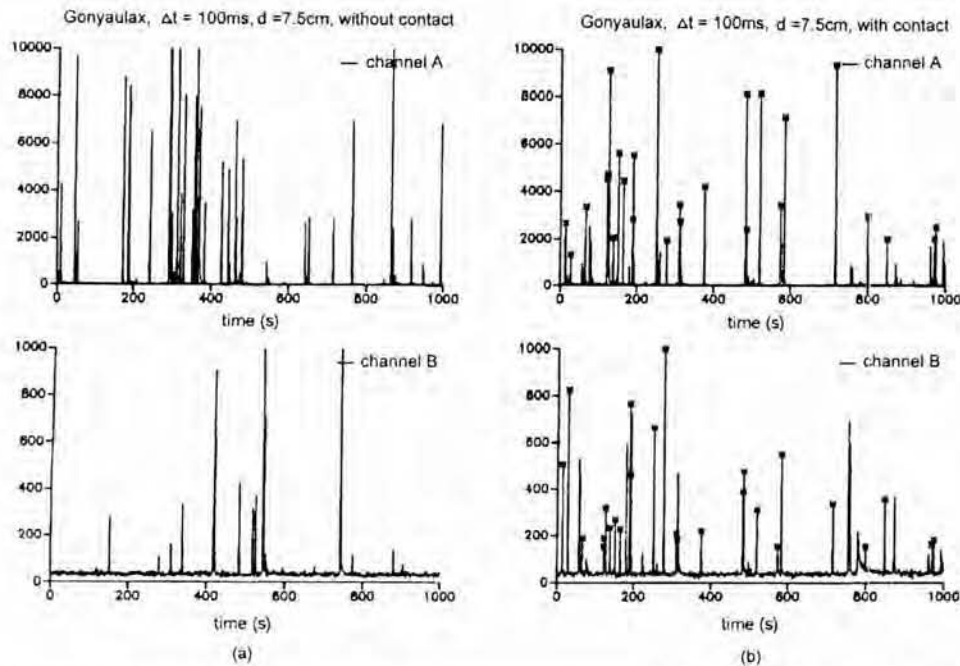 Gonyaulax, Δt = 100ms, d =7.5cm, without contact
10000
8000
6000
4000
2000
0
— channel A
0 200 400 600 800 1000
time (s)
1000
800
600
400
200
0
— channel B
0 200 400 600 800 1000
time (s)
(a)
Gonyaulax, Δt = 100ms, d =7.5cm, with contact
10000
8000
6000
4000
2000
0
— channel A
0 200 400 600 800 1000
time (s)
1000
800
600
400
200
0
— channel B
0 200 400 600 800 1000
time (s)
(b)